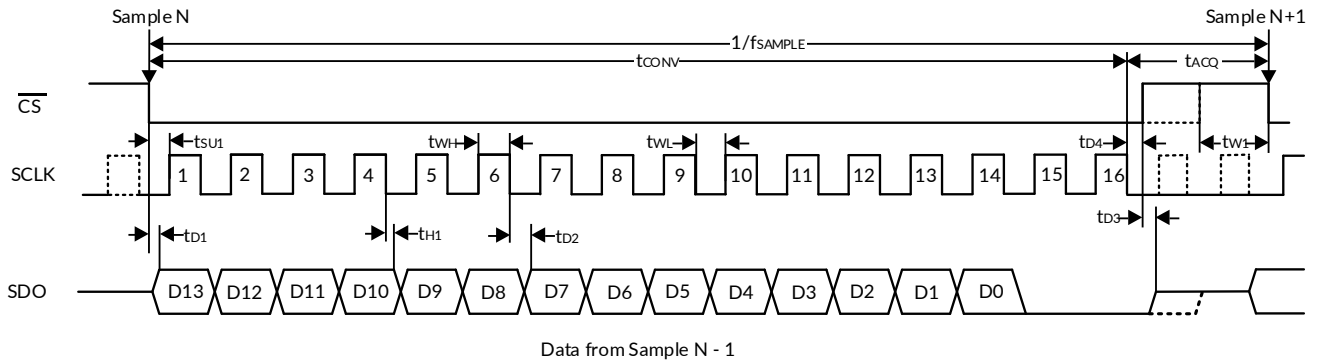 Sample N
Sample N+1
1/fSAMPLE
tCONV
tACQ
CS
tSU1
tWH
tWL
tD4
tW1
SCLK
1 2 3 4 5 6 7 8 9 10 11 12 13 14 15 16
tD3
tD1
tH1
tD2
SDO
D13 D12 D11 D10 D9 D8 D7 D6 D5 D4 D3 D2 D1 D0
Data from Sample N - 1